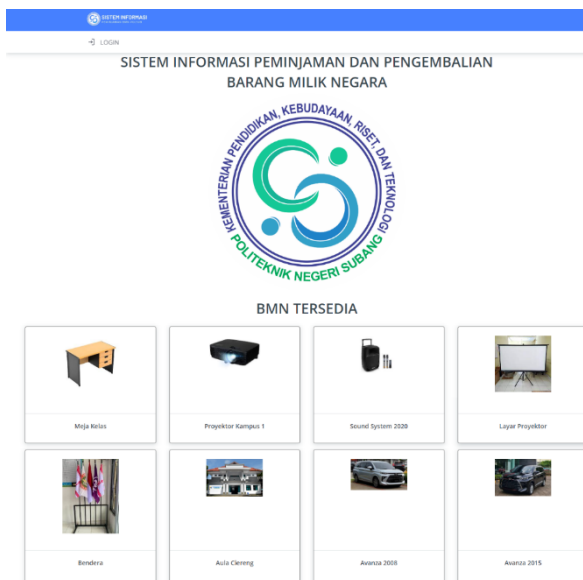 SISTEM INFORMASI
LOGIN
SISTEM INFORMASI PEMINJAMAN DAN PENGEMBALIAN
BARANG MILIK NEGARA
KEMENTERIAN PENDIDIKAN, KEBUDAYAAN, RISET, DAN TEKNOLOGI
POLITEKNIK NEGERI SUBANG
BMN TERSEDIA
Meja Kelas
Proyektor Kampus 1
Sound System 2020
Layar Proyektor
Bendera
Aula Ciereng
Avanza 2008
Avanza 2015